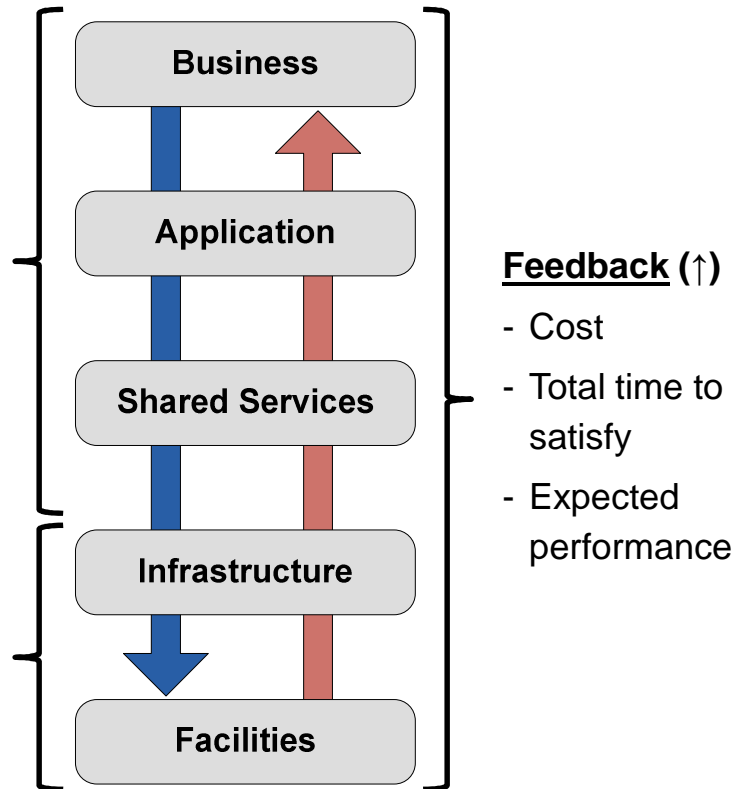 Business
Application
Shared Services
Infrastructure
Facilities
Feedback (↑)
- Cost
- Total time to
satisfy
- Expected
performance